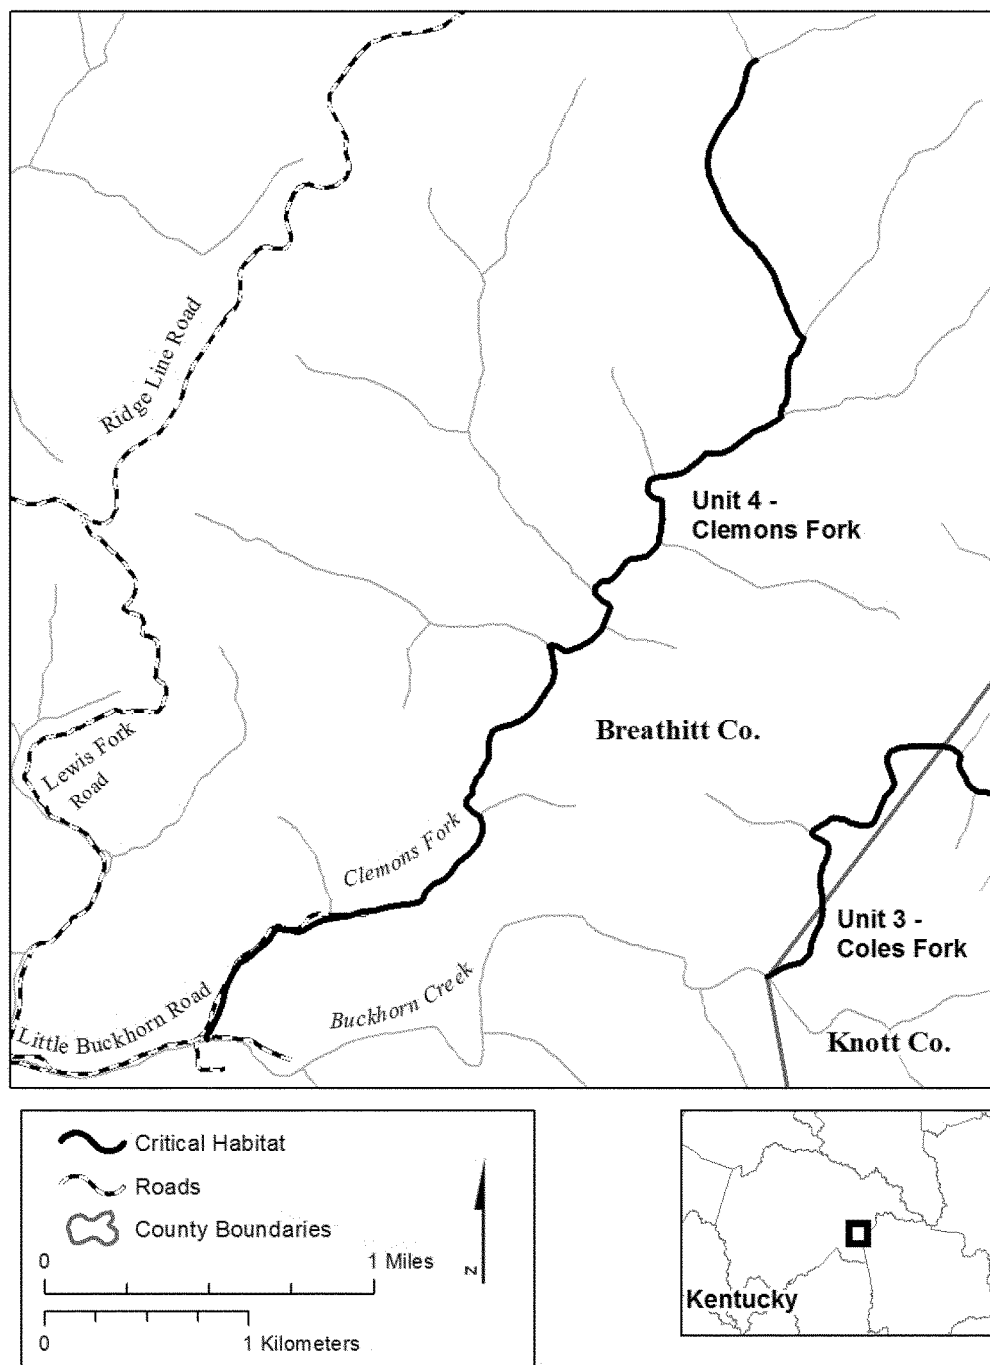 Ridge Line Road
Unit 4 -
Clemons Fork
Breathitt Co.
Lewis Fork
Road
Clemons Fork
Unit 3 -
Coles Fork
Buckhorn Creek
Little Buckhorn Road
Knott Co.
Critical Habitat
Roads
County Boundaries
0 1 Miles
0 1 Kilometers
N
Kentucky